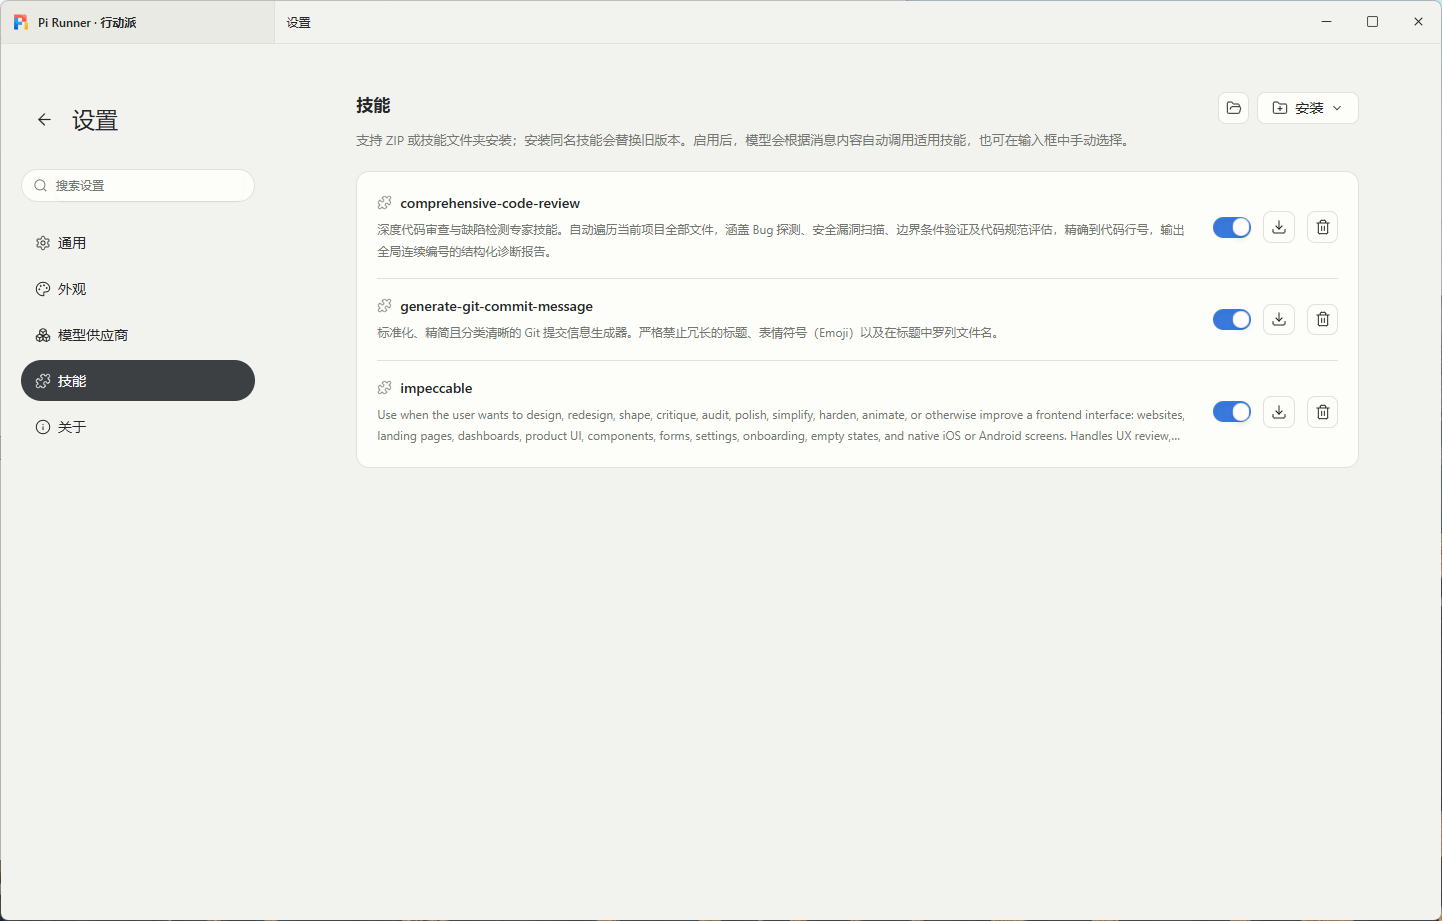 Pi Runner · 行动派
设置
设置
搜索设置
通用
外观
模型供应商
技能
关于
技能
安装
支持 ZIP 或技能文件夹安装；安装同名技能会替换旧版本。启用后，模型会根据消息内容自动调用适用技能，也可在输入框中手动选择。
comprehensive-code-review
深度代码审查与缺陷检测专家技能。自动遍历当前项目全部文件，涵盖 Bug 探测、安全漏洞扫描、边界条件验证及代码规范评估，精确到代码行号，输出
全局连续编号的结构化诊断报告。
generate-git-commit-message
标准化、精简且分类清晰的 Git 提交信息生成器。严格禁止冗长的标题、表情符号（Emoji）以及在标题中罗列文件名。
impeccable
Use when the user wants to design, redesign, shape, critique, audit, polish, simplify, harden, animate, or otherwise improve a frontend interface: websites,
landing pages, dashboards, product UI, components, forms, settings, onboarding, empty states, and native iOS or Android screens. Handles UX review,...